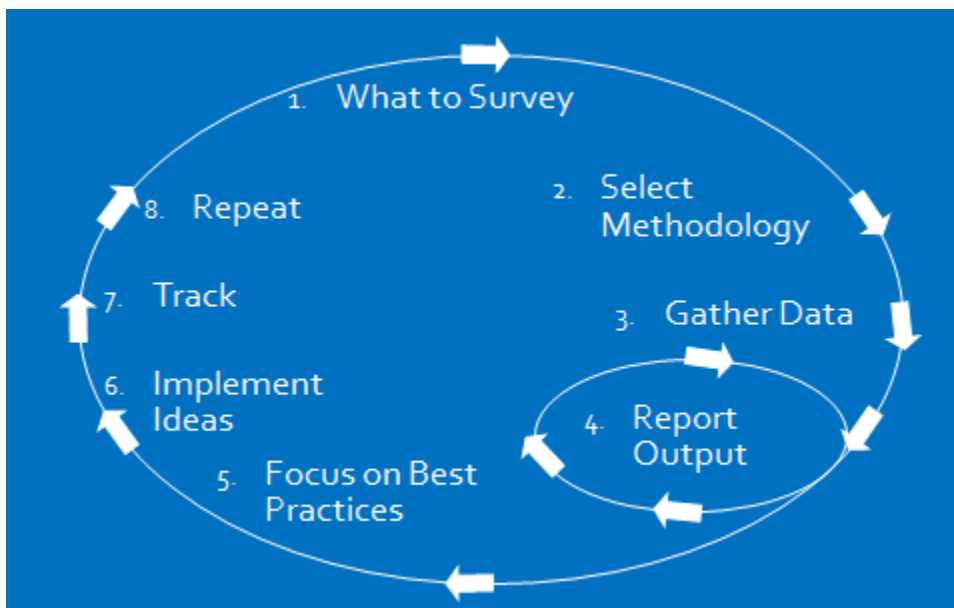 1. What to Survey
2. Select
Methodology
3. Gather Data
4. Report
Output
5. Focus on Best
Practices
6. Implement
Ideas
7. Track
8. Repeat